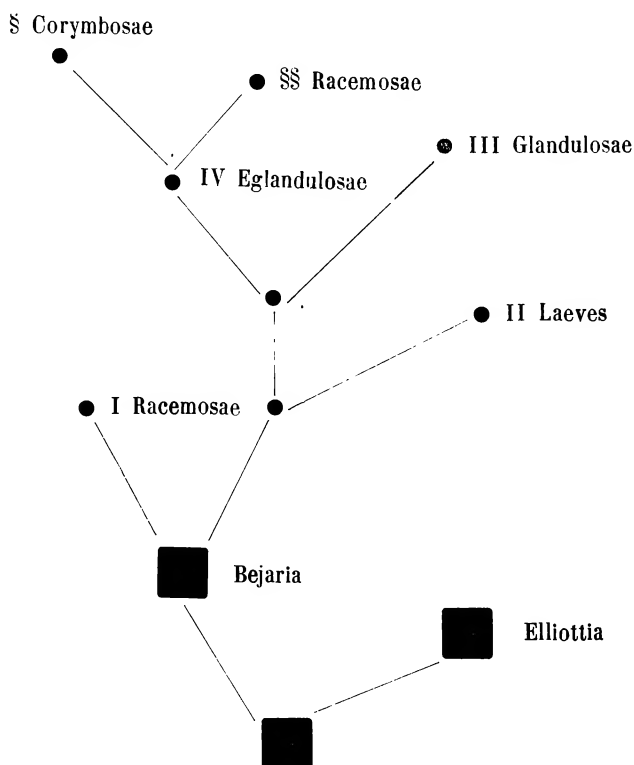 § Corymbosae
§§ Racemosae
III Glandulosae
IV Eglandulosae
II Laeves
I Racemosae
Bejaria
Elliottia